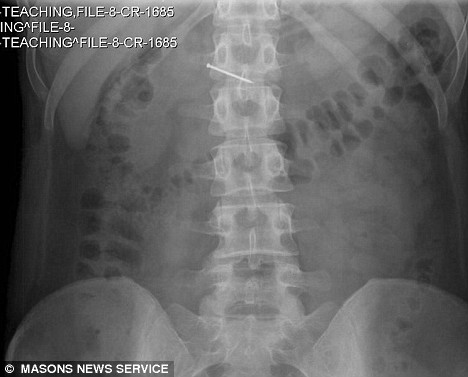 -TEACHING,FILE-8-CR-1685
ING^FILE-8-
-TEACHING^FILE-8-CR-1685
© MASONS NEWS SERVICE